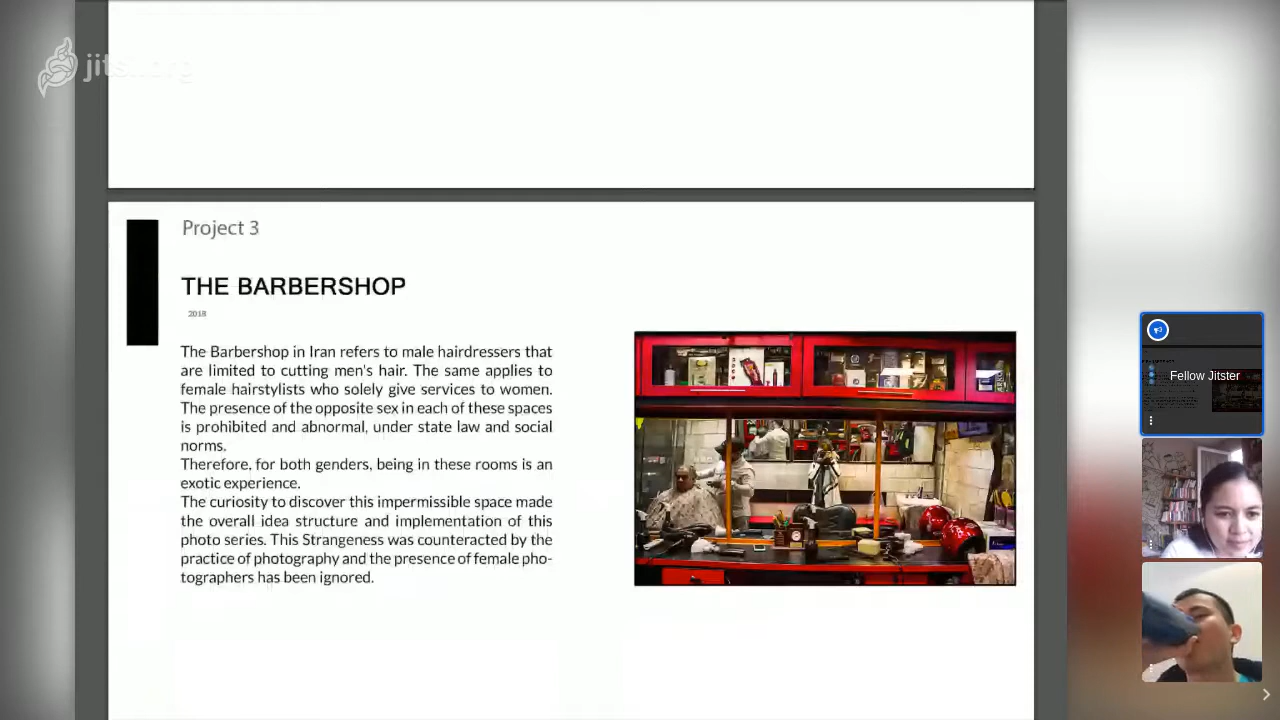 jitsi.org
Project 3
THE BARBERSHOP
2018
The Barbershop in Iran refers to male hairdressers that
are limited to cutting men's hair. The same applies to
female hairstylists who solely give services to women.
The presence of the opposite sex in each of these spaces
is prohibited and abnormal, under state law and social
norms.
Therefore, for both genders, being in these rooms is an
exotic experience.
The curiosity to discover this impermissible space made
the overall idea structure and implementation of this
photo series. This Strangeness was counteracted by the
practice of photography and the presence of female pho-
tographers has been ignored.
Fellow Jitster